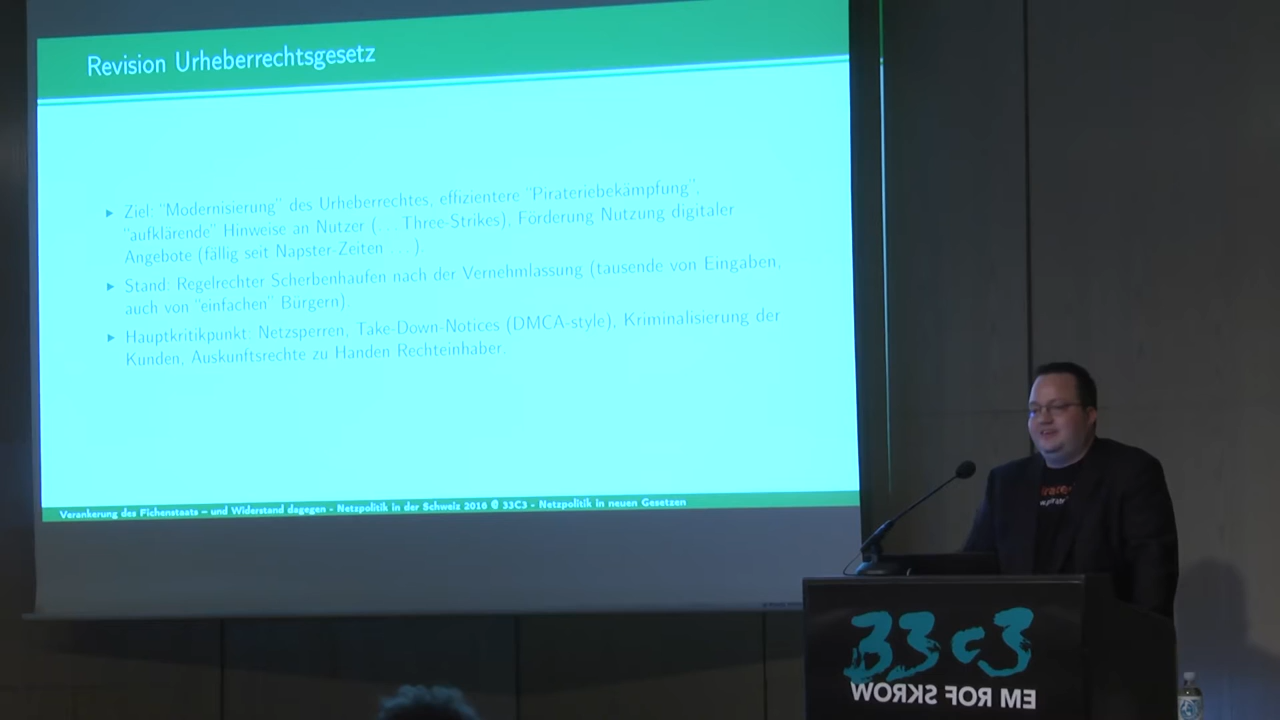 Revision Urheberrechtsgesetz
Ziel: "Modernisierung" des Urheberrechtes, effizientere "Pirateriebekämpfung",
"aufklärende" Hinweise an Nutzer (...Three-Strikes), Förderung Nutzung digitaler
Angebote (fällig seit Napster-Zeiten ...)
Stand: Regelrechter Scherbenhaufen nach der Vernehmlassung (tausende von Eingaben,
auch von "einfachen" Bürgern).
Hauptkritikpunkt: Netzsperren, Take-Down-Notices (DMCA-style), Kriminalisierung der
Kunden, Auskunftsrechte zu Handen Rechteinhaber.
Verankerung des Fichenstaats – und Widerstand dagegen - Netzpolitik in der Schweiz 2016 @ 33C3 - Netzpolitik in neuen Gesetzen
33C3
WORKS FOR ME